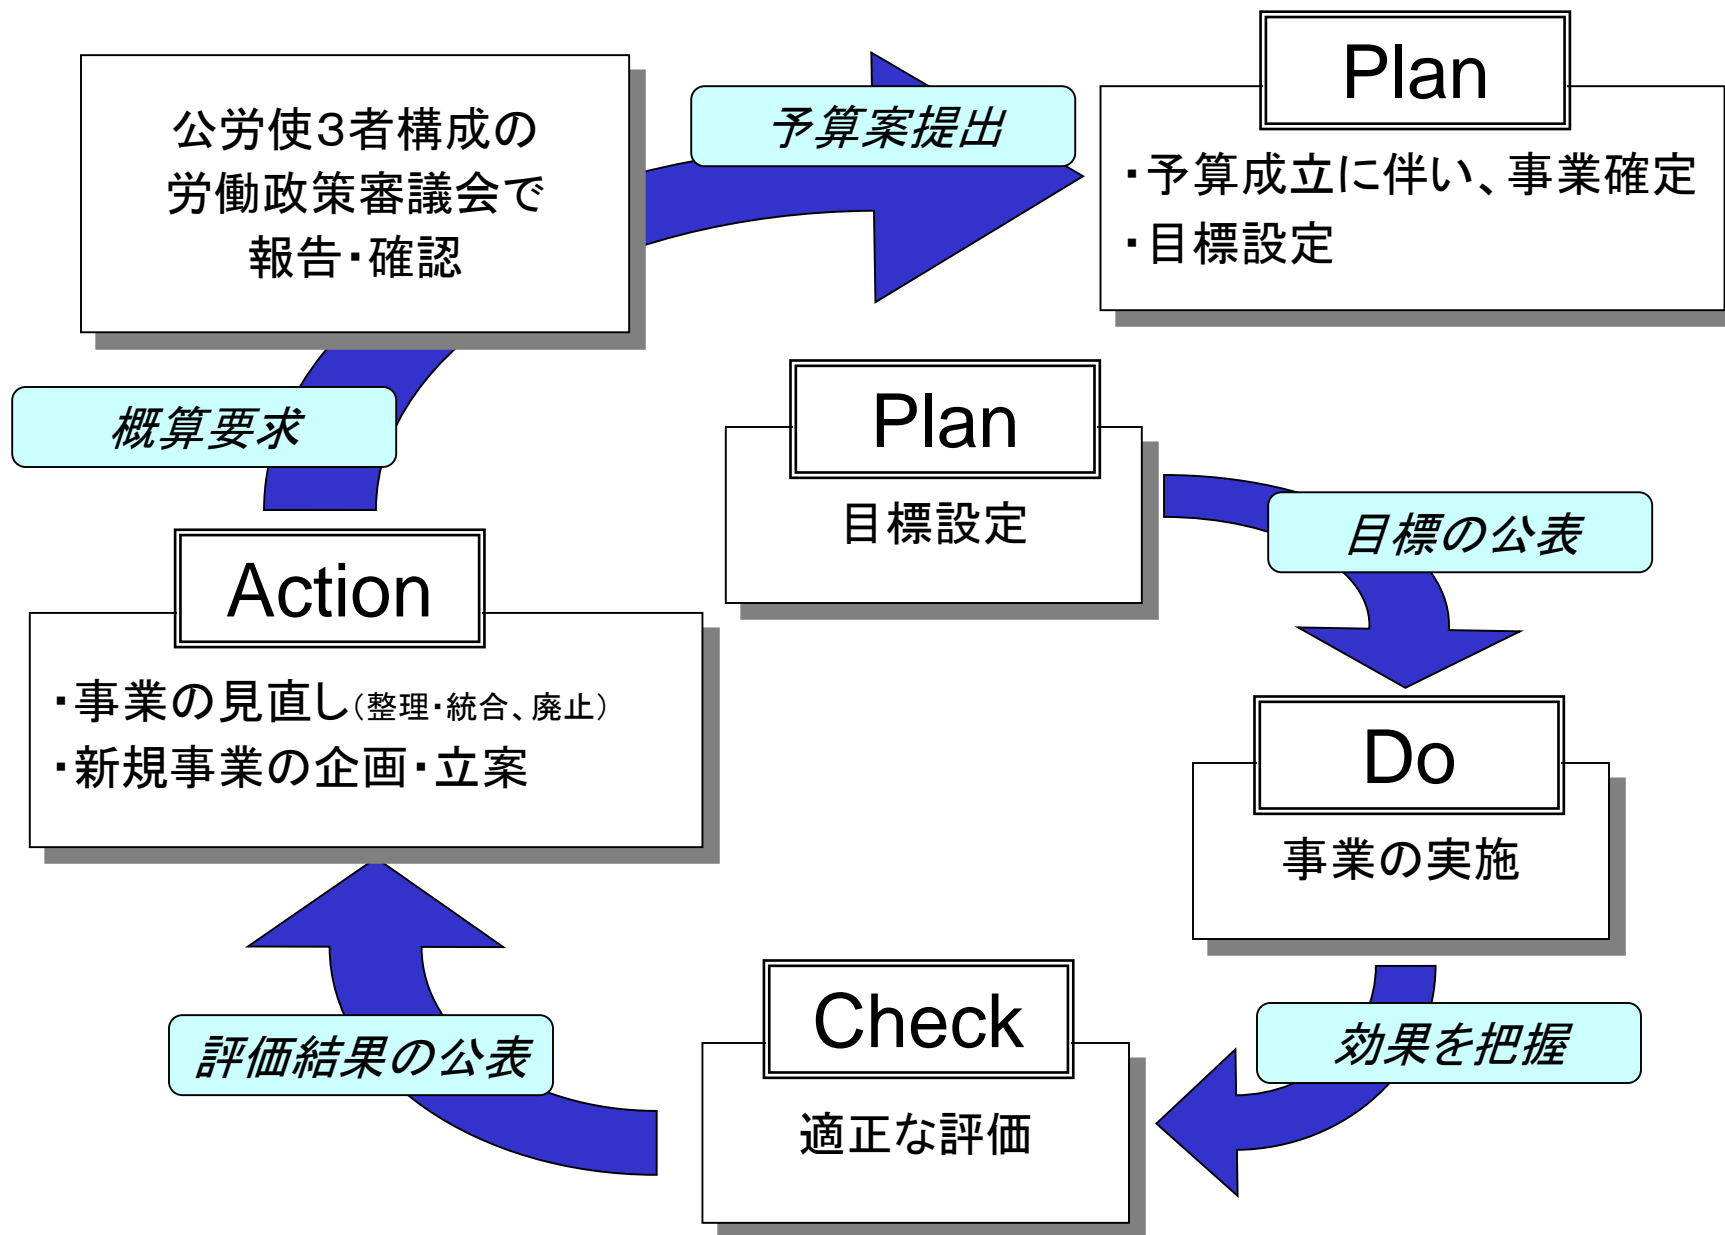 公労使3者構成の
労働政策審議会で
報告・確認
予算案提出
Plan
・予算成立に伴い、事業確定
・目標設定
概算要求
Plan
目標設定
目標の公表
Action
・事業の見直し(整理・統合、廃止)
・新規事業の企画・立案
Do
事業の実施
Check
適正な評価
効果を把握
評価結果の公表